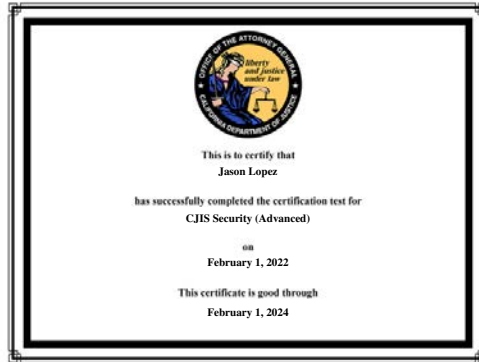 OFFICE OF THE ATTORNEY GENERAL
liberty
and justice
under law
CALIFORNIA DEPARTMENT OF JUSTICE
This is to certify that
Jason Lopez
has successfully completed the certification test for
CJIS Security (Advanced)
on
February 1, 2022
This certificate is good through
February 1, 2024